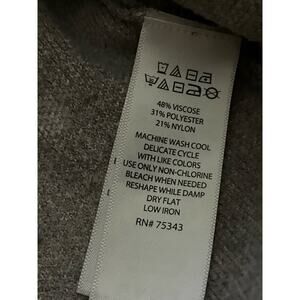 48% VISCOSE
31% POLYESTER
21% NYLON
MACHINE WASH COOL
DELICATE CYCLE
WITH LIKE COLORS
USE ONLY NON-CHLORINE
BLEACH WHEN NEEDED
RESHAPE WHILE DAMP
DRY FLAT
LOW IRON
RN# 75343